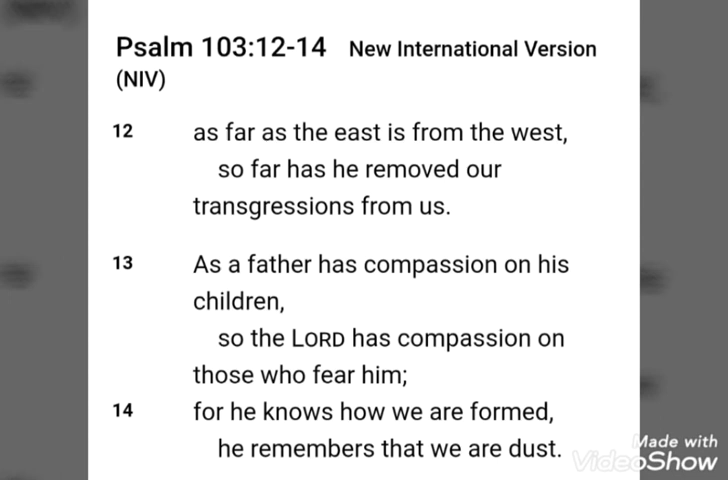 Psalm 103:12-14 New International Version
(NIV)
12 as far as the east is from the west,
so far has he removed our
transgressions from us.
13 As a father has compassion on his
children,
so the LORD has compassion on
those who fear him;
14 for he knows how we are formed,
he remembers that we are dust.
Made with
VideoShow